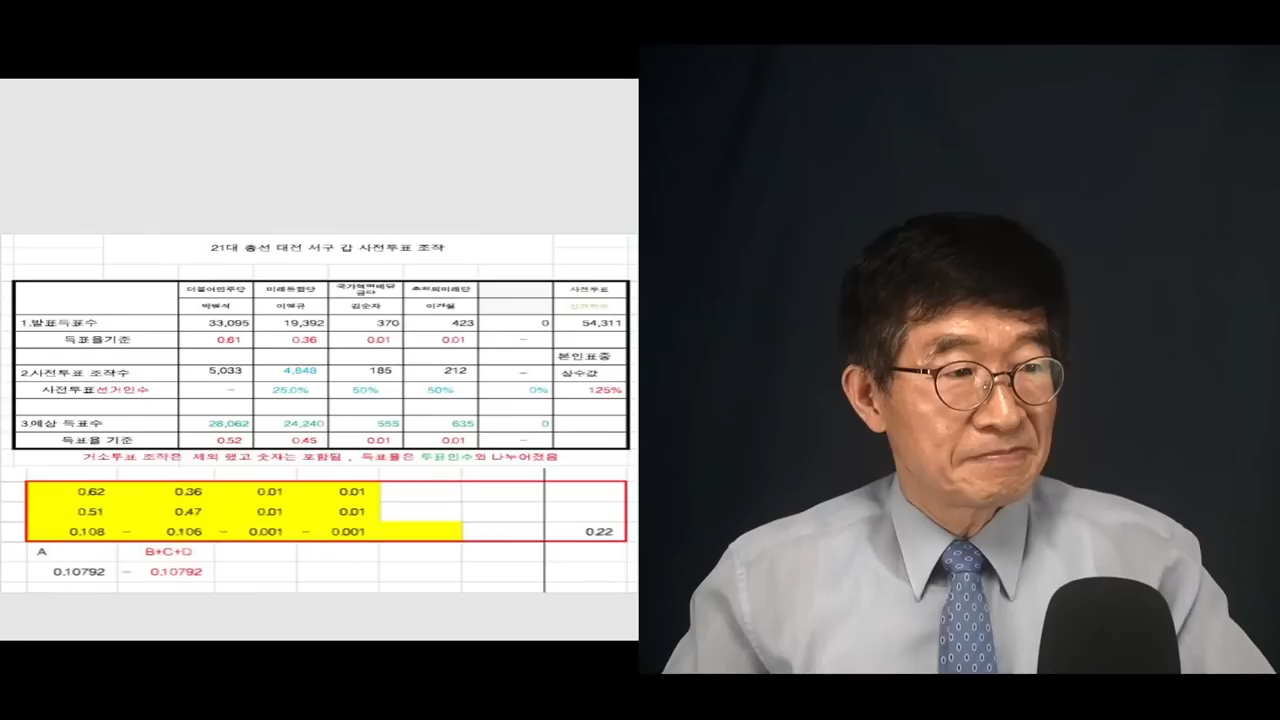 21대 총선 대전 서구 갑 사전투표 조작
더불어민주당 미래통합당 국가혁명배당금당 충청의미래당 사전투표
박병석 이영규 김순자 이강철
1.발표득표수 33,095 19,392 370 423 0 54,311
득표율기준 0.61 0.36 0.01 0.01 –
본인표중
2.사전투표 조작수 5,033 4,848 185 212 – 상수값
사전투표선거인수 – 25.0% 50% 50% 0% 125%
3.예상 득표수 28,062 24,240 555 635 0
득표율 기준 0.52 0.45 0.01 0.01 –
거소투표 조작은 제외 했고 숫자는 포함됨 , 득표율은 투표인수와 나누어졌음
0.62 0.36 0.01 0.01
0.51 0.47 0.01 0.01
0.108 – 0.106 – 0.001 – 0.001 0.22
A B+C+D
0.10792 – 0.10792